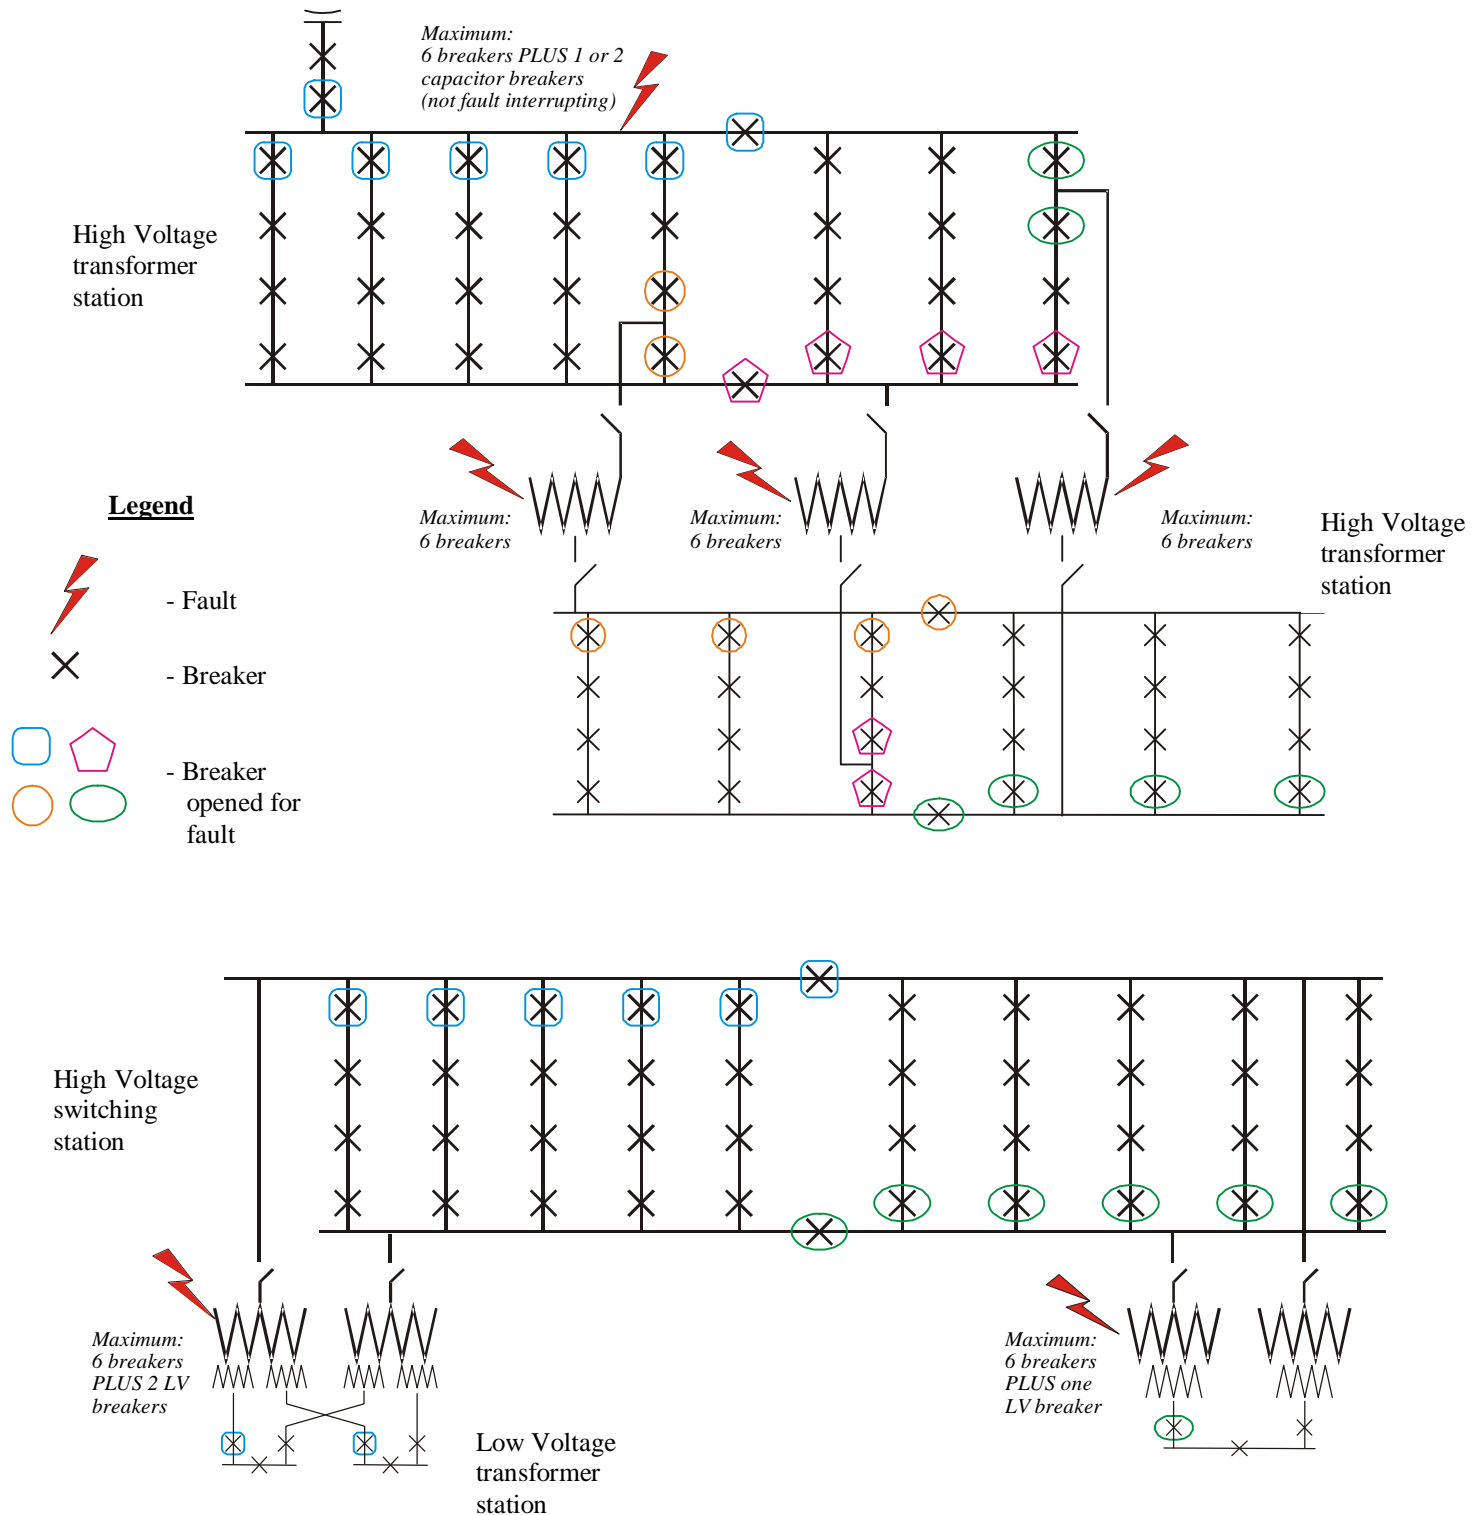 Maximum:
6 breakers PLUS 1 or 2
capacitor breakers
(not fault interrupting)
High Voltage
transformer
station
Maximum:
6 breakers
Maximum:
6 breakers
Maximum:
6 breakers
High Voltage
transformer
station
Legend
- Fault
- Breaker
- Breaker
opened for
fault
High Voltage
switching
station
Maximum:
6 breakers
PLUS 2 LV
breakers
Low Voltage
transformer
station
Maximum:
6 breakers
PLUS one
LV breaker